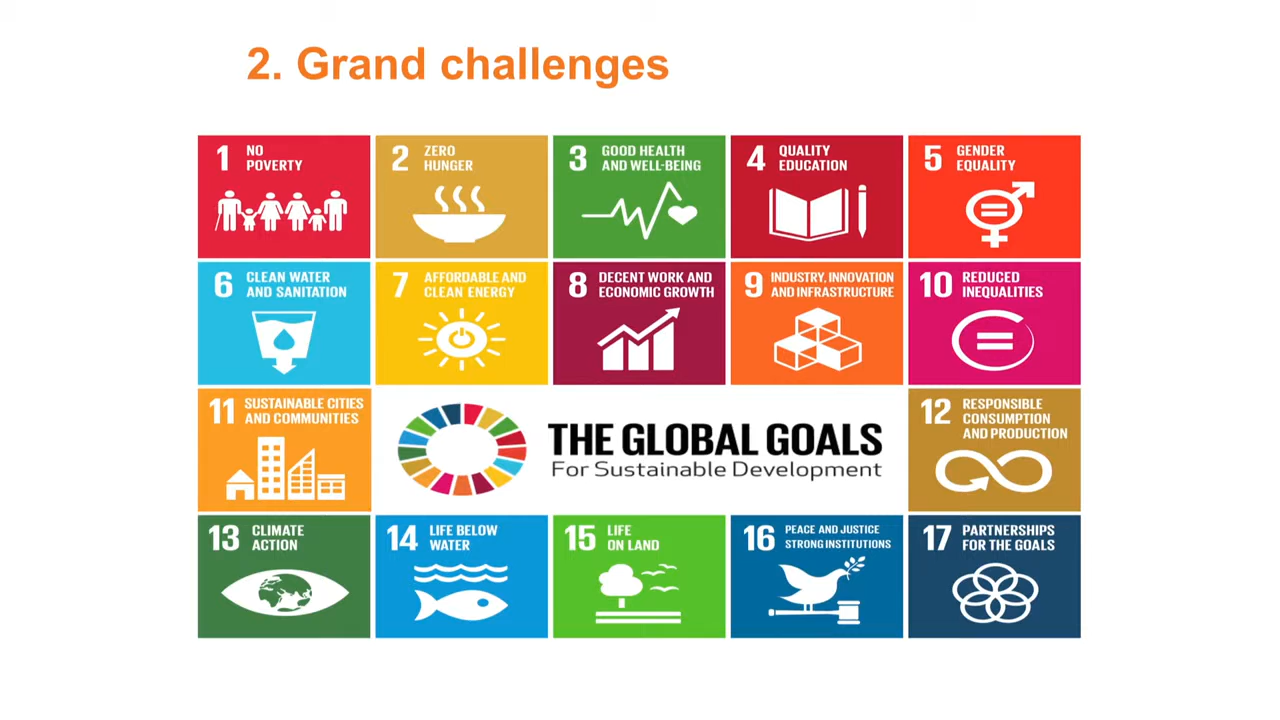 2. Grand challenges
1 NO
POVERTY
2 ZERO
HUNGER
3 GOOD HEALTH
AND WELL-BEING
4 QUALITY
EDUCATION
5 GENDER
EQUALITY
6 CLEAN WATER
AND SANITATION
7 AFFORDABLE AND
CLEAN ENERGY
8 DECENT WORK AND
ECONOMIC GROWTH
9 INDUSTRY, INNOVATION
AND INFRASTRUCTURE
10 REDUCED
INEQUALITIES
11 SUSTAINABLE CITIES
AND COMMUNITIES
THE GLOBAL GOALS
For Sustainable Development
12 RESPONSIBLE
CONSUMPTION
AND PRODUCTION
13 CLIMATE
ACTION
14 LIFE BELOW
WATER
15 LIFE
ON LAND
16 PEACE AND JUSTICE
STRONG INSTITUTIONS
17 PARTNERSHIPS
FOR THE GOALS